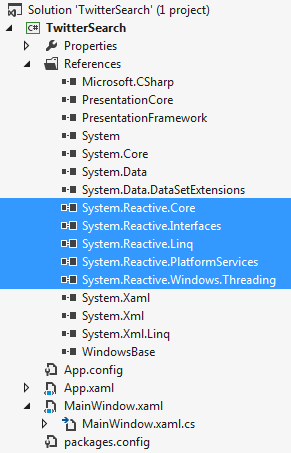 Solution 'TwitterSearch' (1 project)
C# TwitterSearch
Properties
References
Microsoft.CSharp
PresentationCore
PresentationFramework
System
System.Core
System.Data
System.Data.DataSetExtensions
System.Reactive.Core
System.Reactive.Interfaces
System.Reactive.Linq
System.Reactive.PlatformServices
System.Reactive.Windows.Threading
System.Xaml
System.Xml
System.Xml.Linq
WindowsBase
App.config
App.xaml
MainWindow.xaml
MainWindow.xaml.cs
packages.config